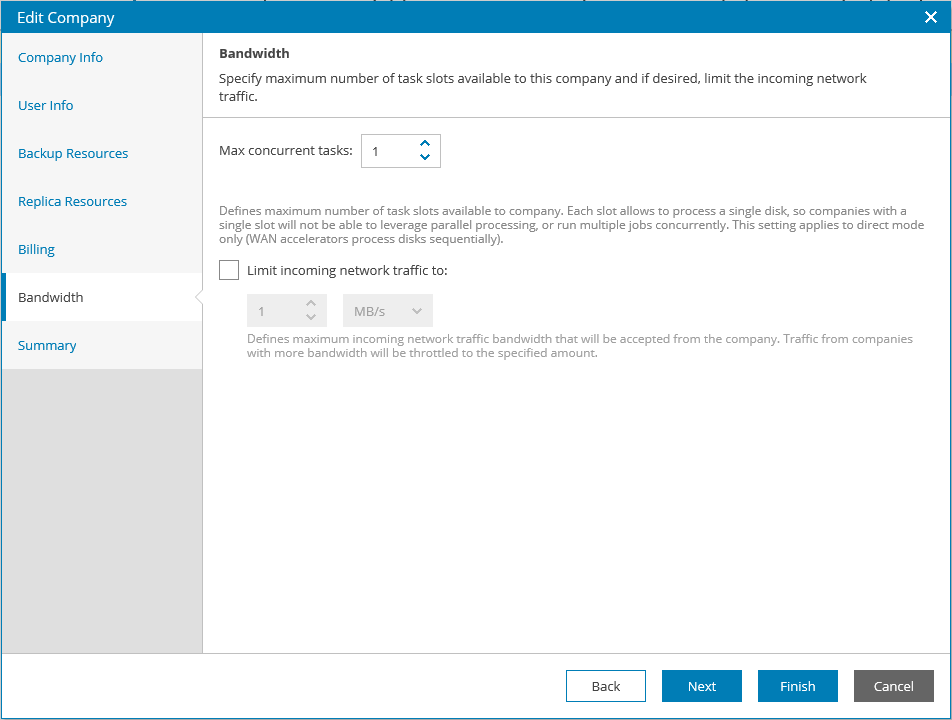 Edit Company
Company Info
User Info
Backup Resources
Replica Resources
Billing
Bandwidth
Summary
Bandwidth
Specify maximum number of task slots available to this company and if desired, limit the incoming network
traffic.
Max concurrent tasks: 1
Defines maximum number of task slots available to company. Each slot allows to process a single disk, so companies with a
single slot will not be able to leverage parallel processing, or run multiple jobs concurrently. This setting applies to direct mode
only (WAN accelerators process disks sequentially).
Limit incoming network traffic to:
1 MB/s
Defines maximum incoming network traffic bandwidth that will be accepted from the company. Traffic from companies
with more bandwidth will be throttled to the specified amount.
Back Next Finish Cancel